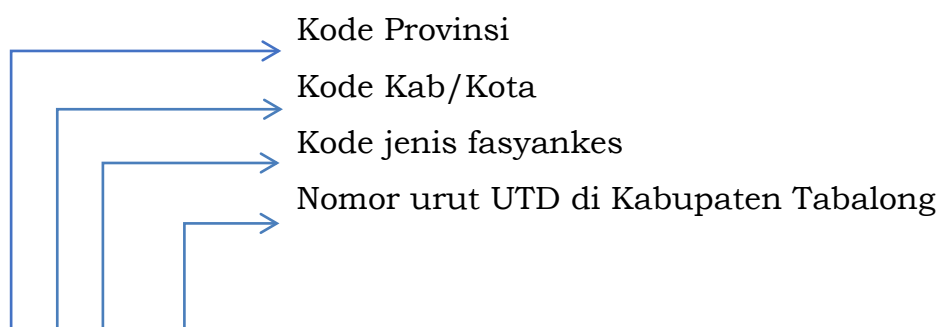 Kode Provinsi
Kode Kab/Kota
Kode jenis fasyankes
Nomor urut UTD di Kabupaten Tabalong